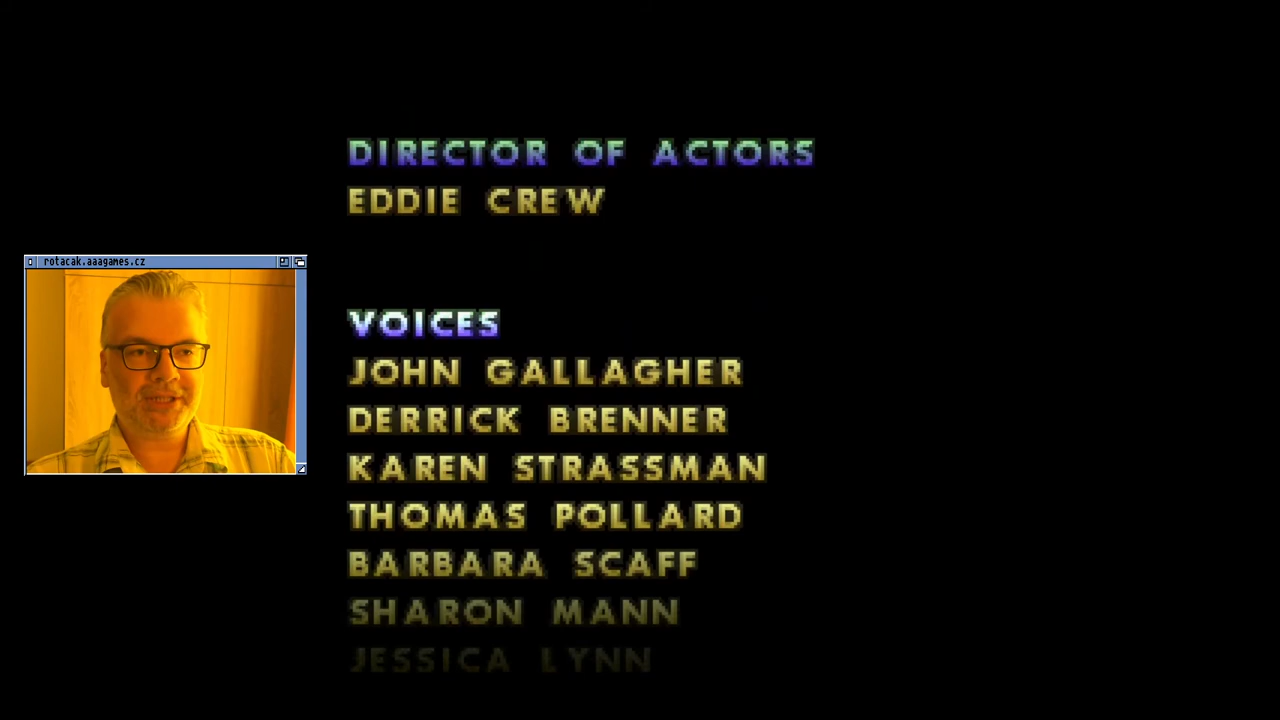 DIRECTOR OF ACTORS
EDDIE CREW
rotacak.aaagames.cz
VOICES
JOHN GALLAGHER
DERRICK BRENNER
KAREN STRASSMAN
THOMAS POLLARD
BARBARA SCAFF
SHARON MANN
JESSICA LYNN